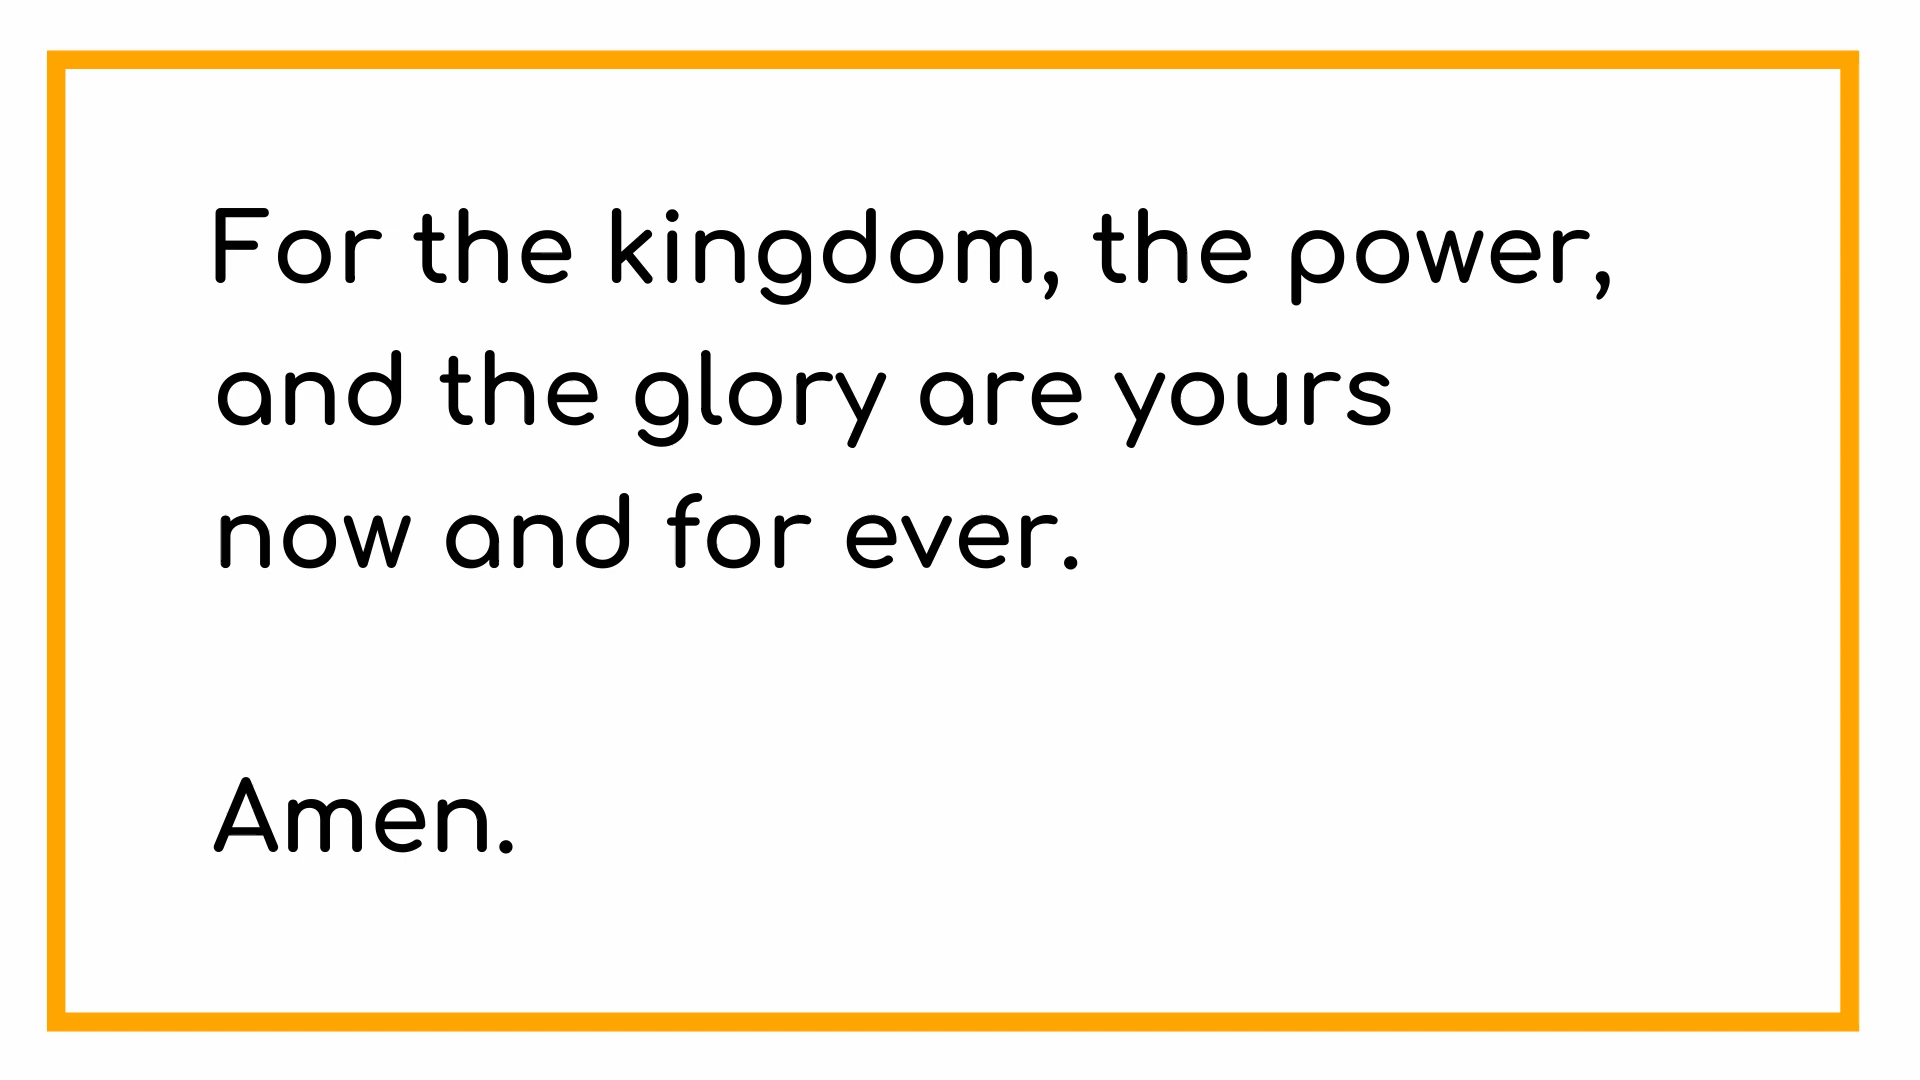 For the kingdom, the power,
and the glory are yours
now and for ever.
Amen.